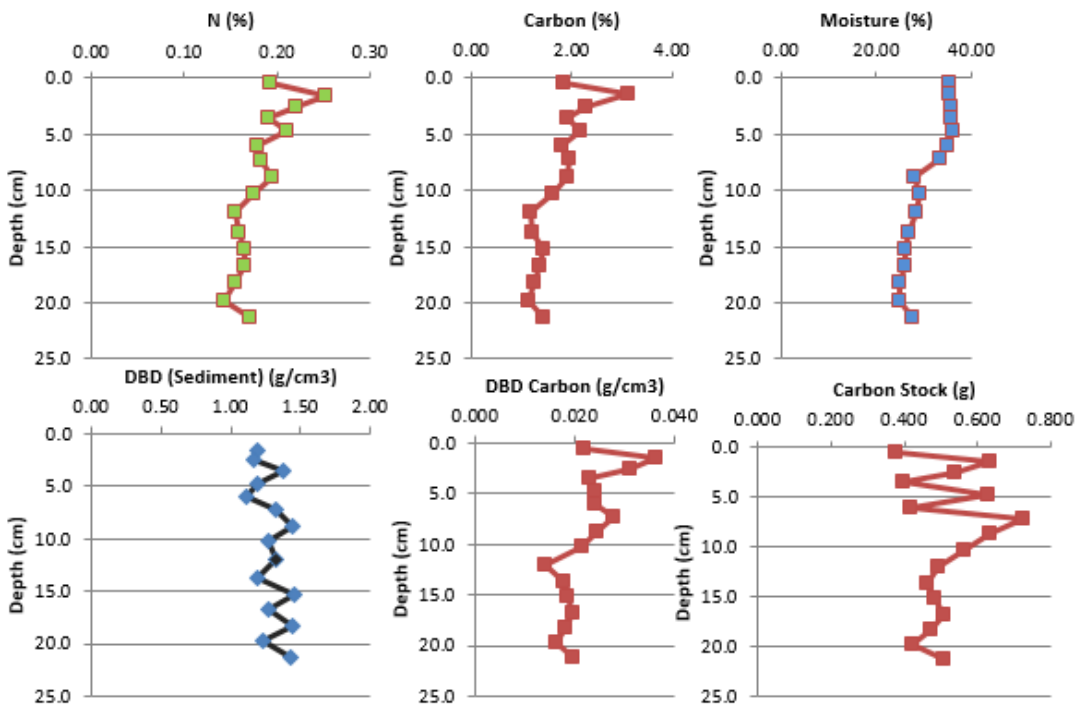 N (%)
0.00 0.10 0.20 0.30
0.0
5.0
10.0
15.0
20.0
25.0
Depth (cm)
Carbon (%)
0.00 2.00 4.00
0.0
5.0
10.0
15.0
20.0
25.0
Depth (cm)
Moisture (%)
0.00 20.00 40.00
0.0
5.0
10.0
15.0
20.0
25.0
Depth (cm)
DBD (Sediment) (g/cm3)
0.00 0.50 1.00 1.50 2.00
0.0
5.0
10.0
15.0
20.0
25.0
Depth (cm)
DBD Carbon (g/cm3)
0.000 0.020 0.040
0.0
5.0
10.0
15.0
20.0
25.0
Depth (cm)
Carbon Stock (g)
0.000 0.200 0.400 0.600 0.800
0.0
5.0
10.0
15.0
20.0
25.0
Depth (cm)